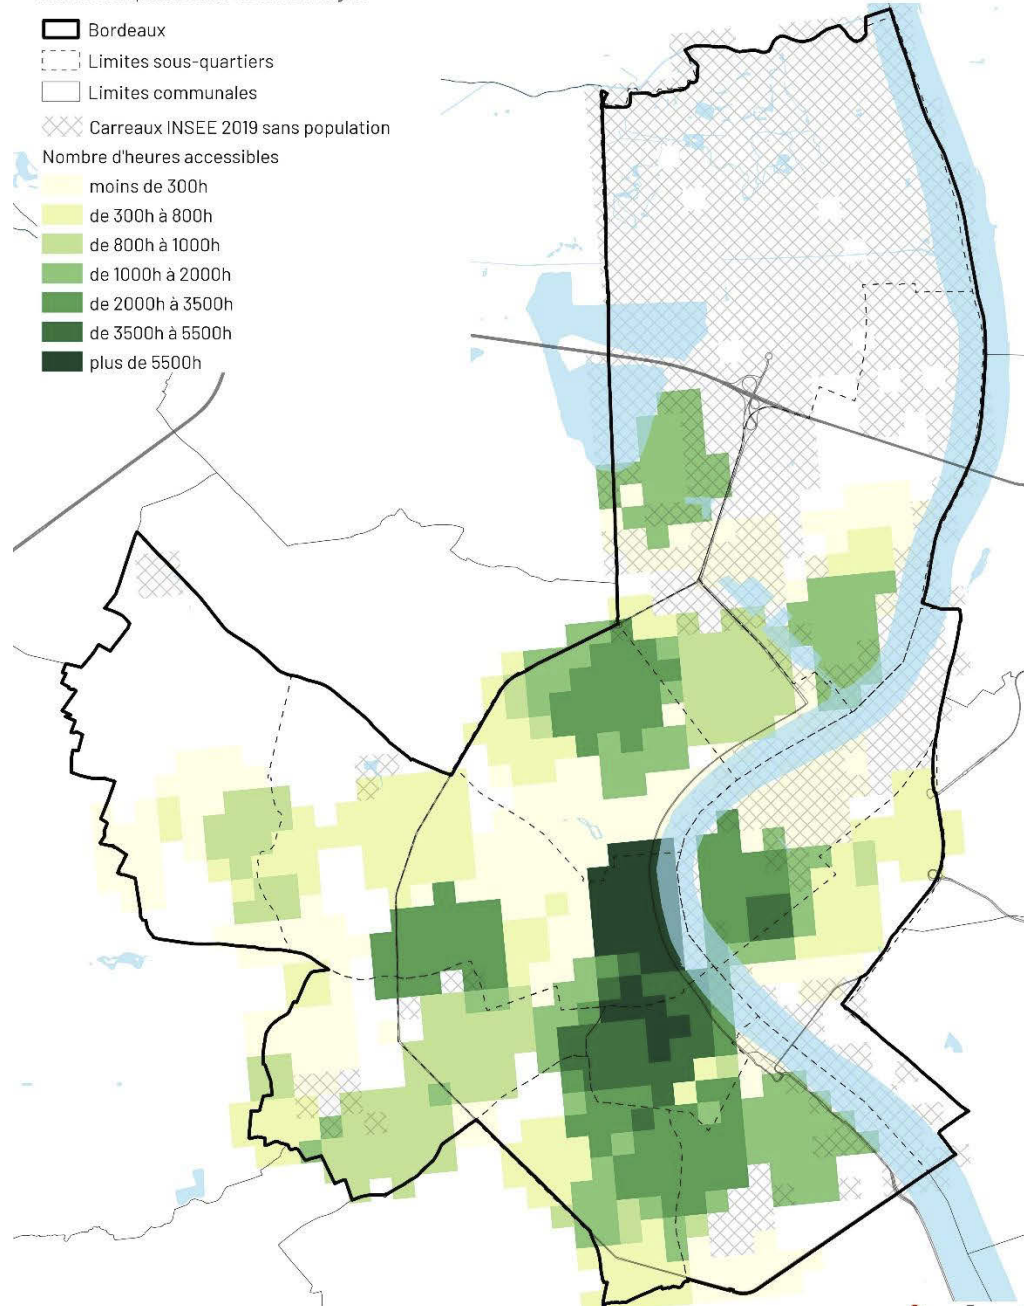 Bordeaux
Limites sous-quartiers
Limites communales
Carreaux INSEE 2019 sans population
Nombre d'heures accessibles
moins de 300h
de 300h à 800h
de 800h à 1000h
de 1000h à 2000h
de 2000h à 3500h
de 3500h à 5500h
plus de 5500h